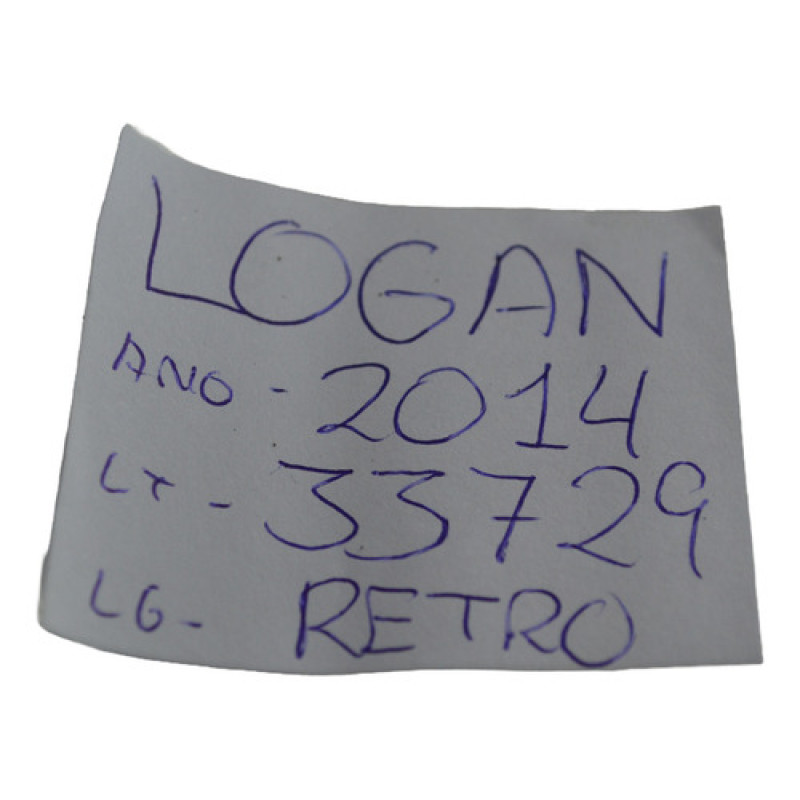 LOGAN
ANO - 2014
LT - 33729
LG - RETRO